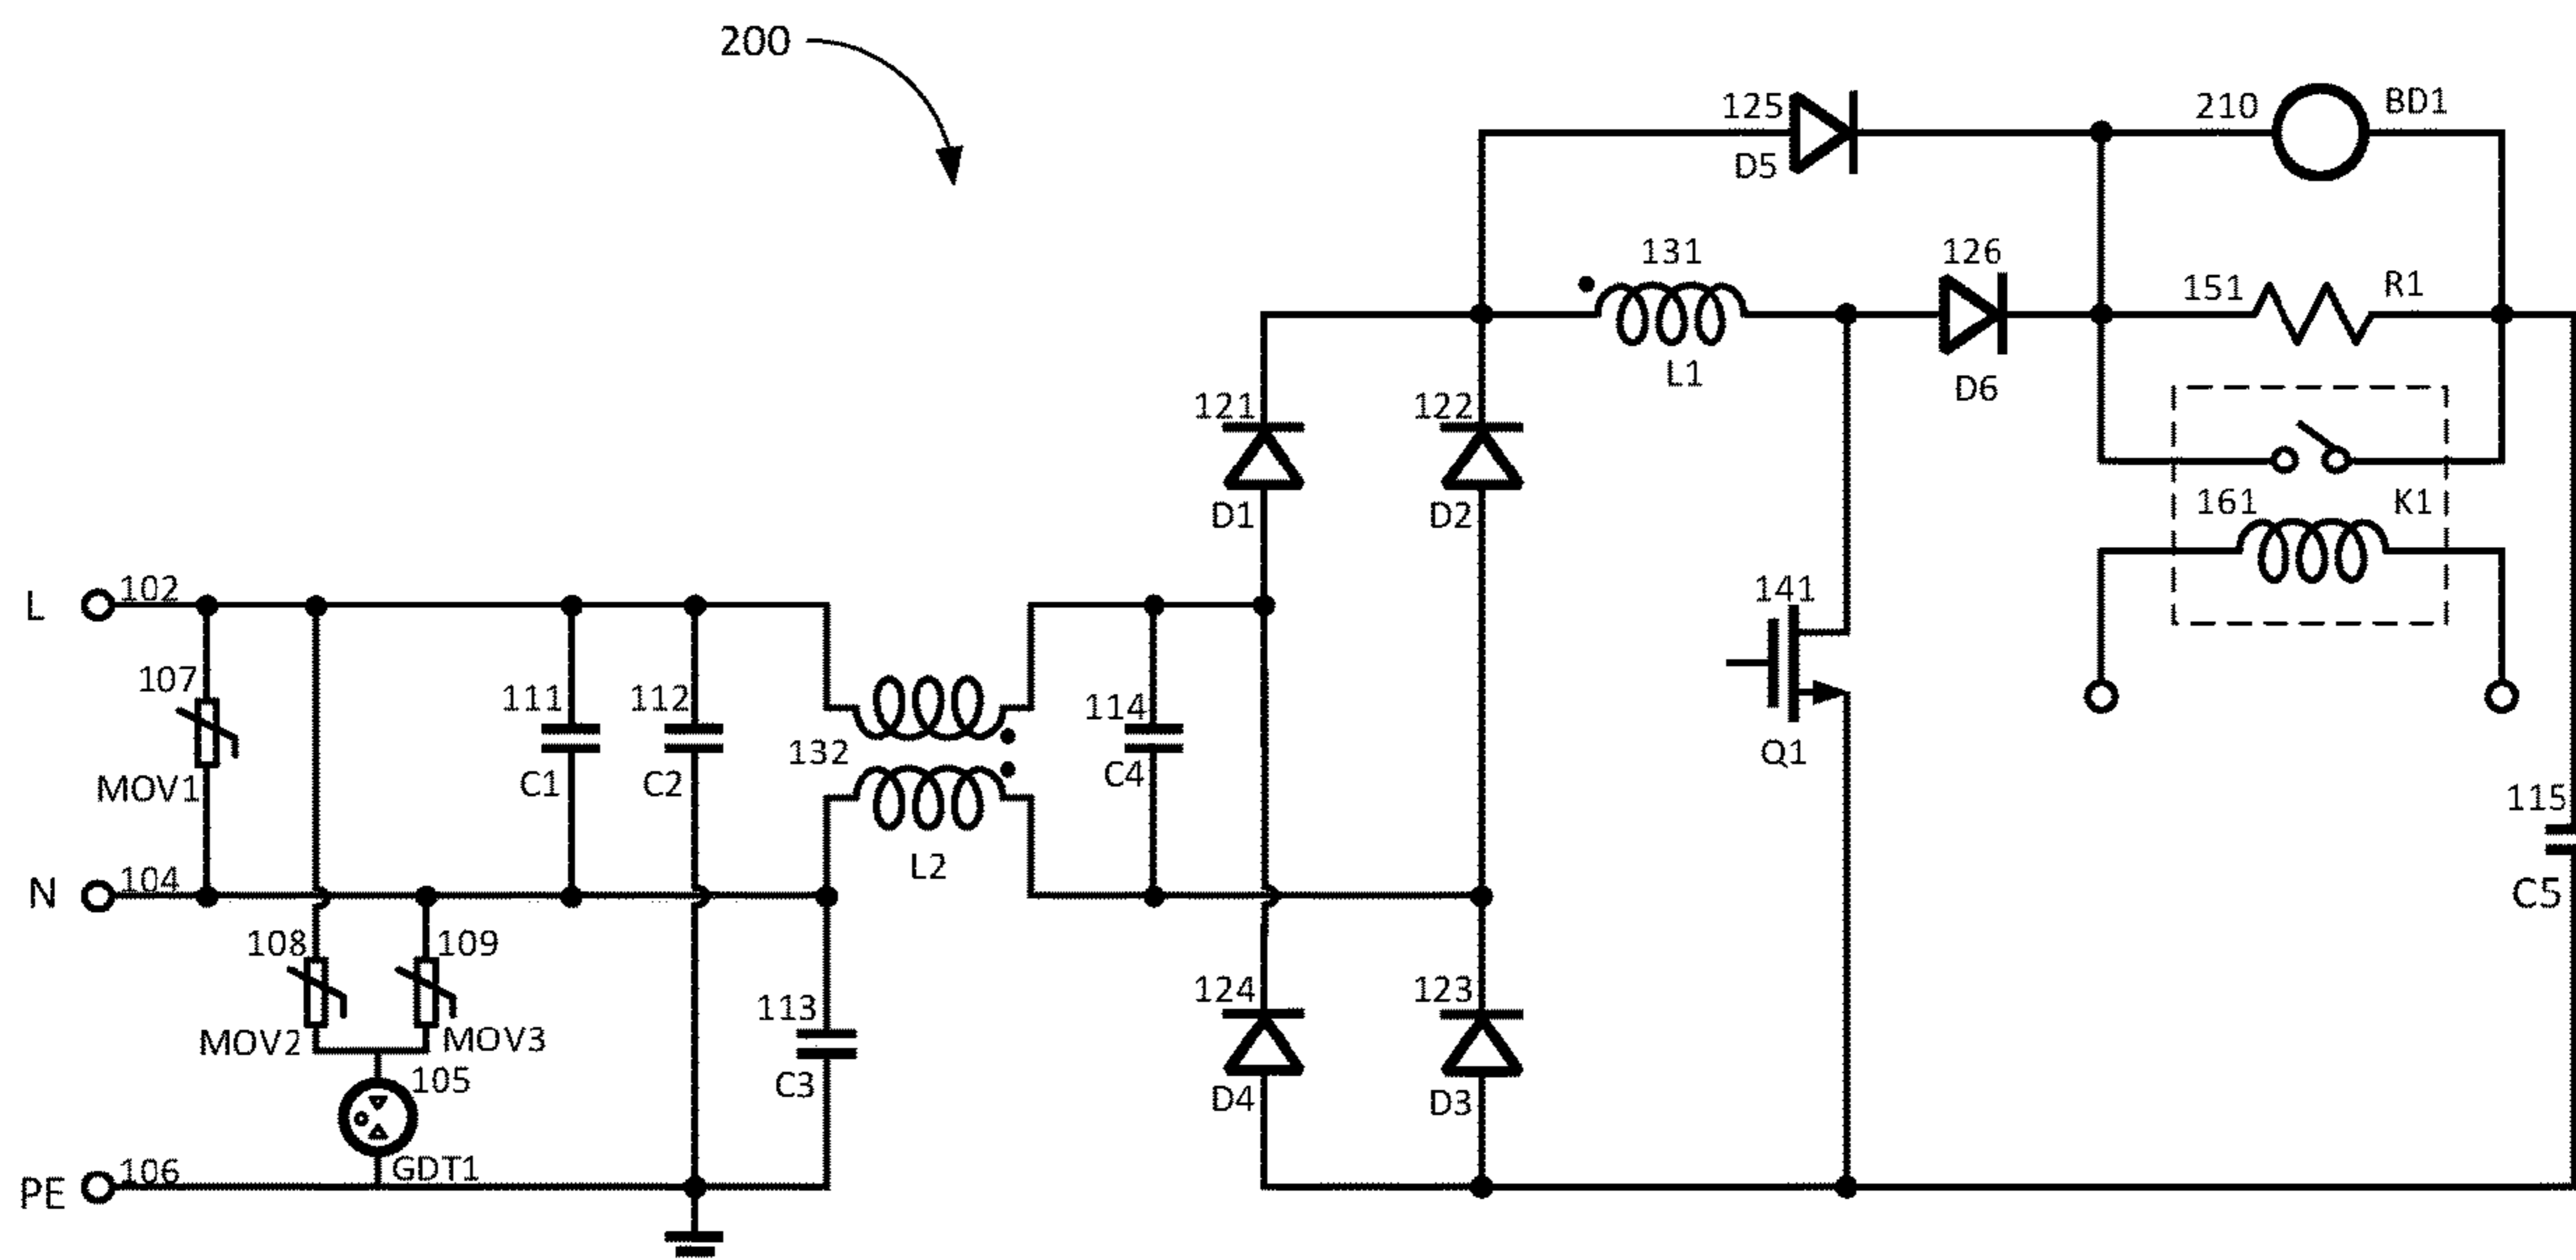 200
125
D5
210
BD1
131
L1
126
D6
151
R1
121
D1
122
D2
161
K1
L
102
107
MOV1
111
C1
112
C2
132
L2
114
C4
141
Q1
115
C5
N
104
108
MOV2
109
MOV3
113
C3
124
D4
123
D3
105
GDT1
PE
106